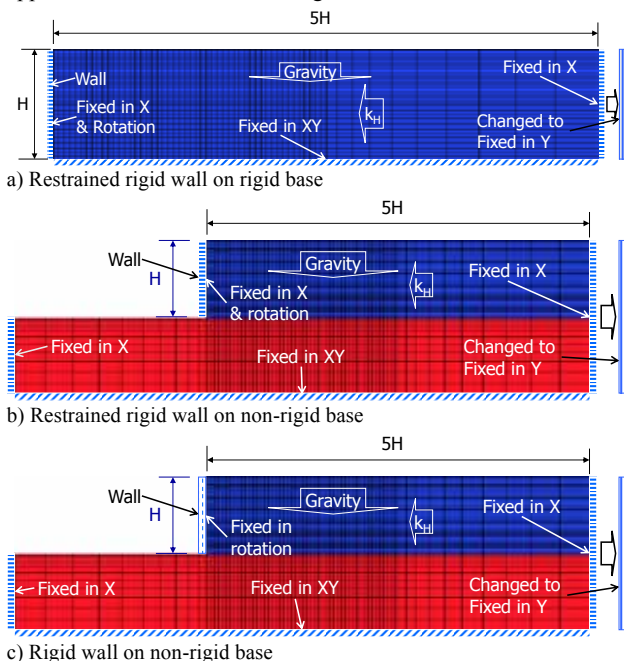 5H
H
Wall
Gravity
Fixed in X
Fixed in X
& Rotation
kH
Fixed in XY
Changed to
Fixed in Y
a) Restrained rigid wall on rigid base
5H
Wall
H
Gravity
Fixed in X
& rotation
kH
Fixed in X
Fixed in X
Fixed in XY
Changed to
Fixed in Y
b) Restrained rigid wall on non-rigid base
5H
Wall
H
Gravity
Fixed in
rotation
kH
Fixed in X
Fixed in X
Fixed in XY
Changed to
Fixed in Y
c) Rigid wall on non-rigid base